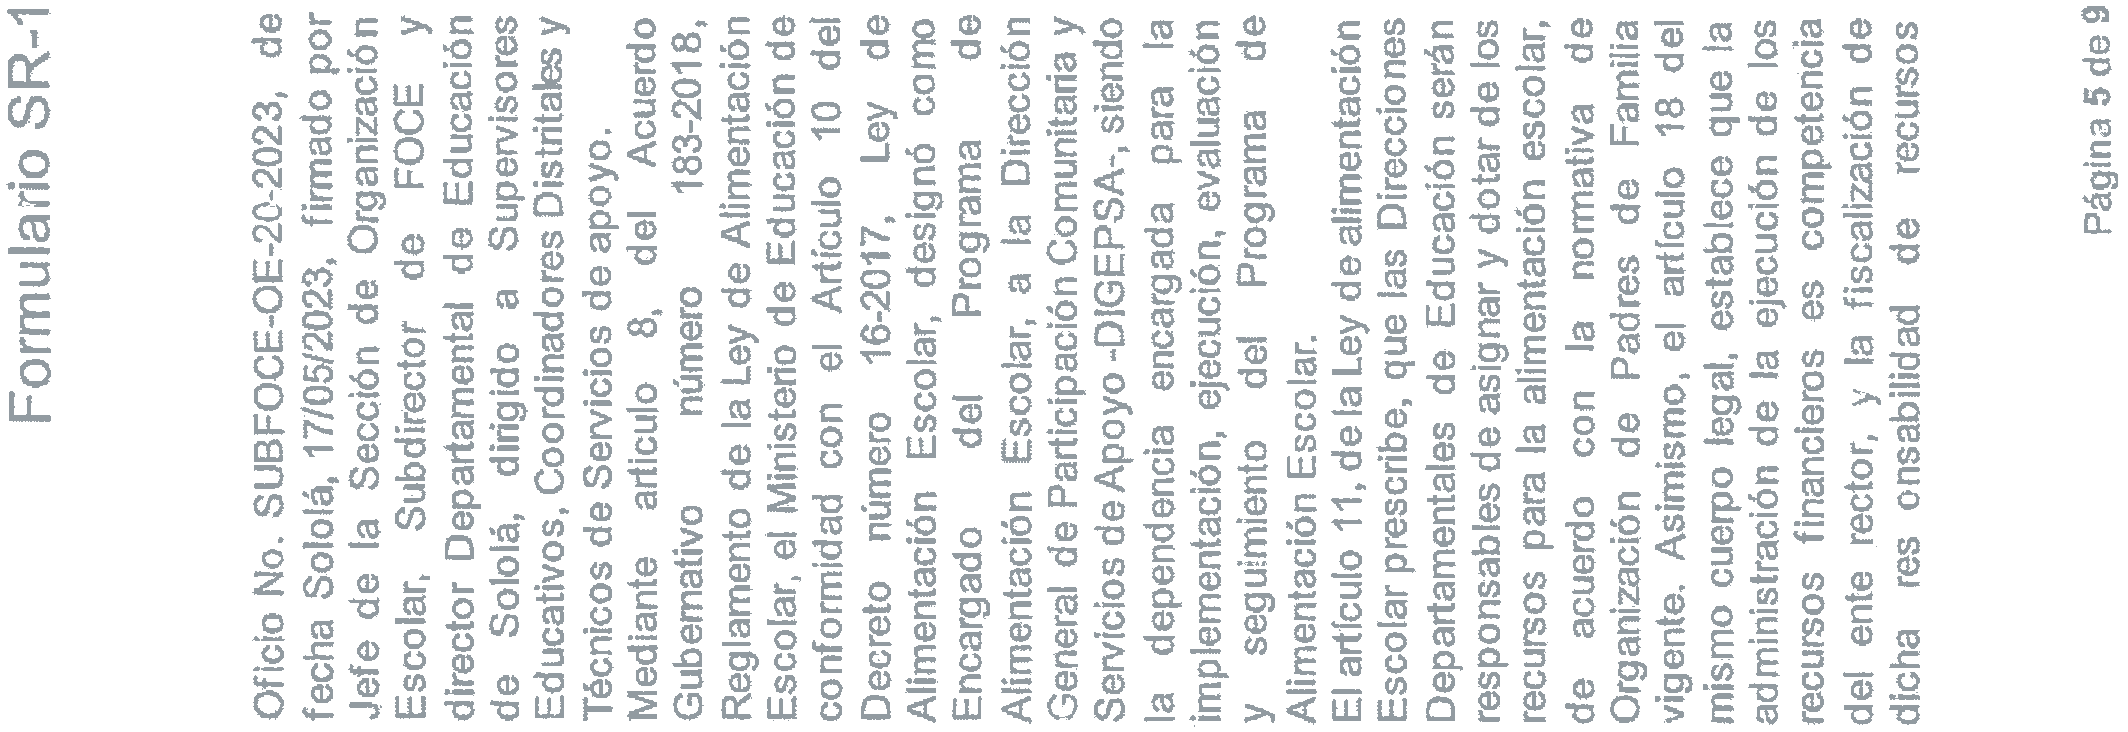 Formulario SR-1
Oficio No. SUBFOCE-OE-20-2023, de
fecha Sololá, 17/05/2023, firmado por
Jefe de la Sección de Organización
Escolar, Subdirector de FOCE y
director Departamental de Educación
de Sololá, dirigido a Supervisores
Educativos, Coordinadores Distritales y
Técnicos de Servicios de apoyo.
Mediante articulo 8, del Acuerdo
Gubernativo número 183-2018,
Reglamento de la Ley de Alimentación
Escolar, el Ministerio de Educación de
conformidad con el Artículo 10 del
Decreto número 16-2017, Ley de
Alimentación Escolar, designó como
Encargado del Programa de
Alimentación Escolar, a la Dirección
General de Participación Comunitaria y
Servicios de Apoyo -DIGEPSA-, siendo
la dependencia encargada para la
implementación, ejecución, evaluación
y seguimiento del Programa de
Alimentación Escolar.
El artículo 11, de la Ley de alimentación
Escolar prescribe, que las Direcciones
Departamentales de Educación serán
responsables de asignar y dotar de los
recursos para la alimentación escolar,
de acuerdo con la normativa de
Organización de Padres de Familia
vigente. Asimismo, el artículo 18 del
mismo cuerpo legal, establece que la
administración de la ejecución de los
recursos financieros es competencia
del ente rector, y la fiscalización de
dicha res onsabilidad de recursos
Página 5 de 9